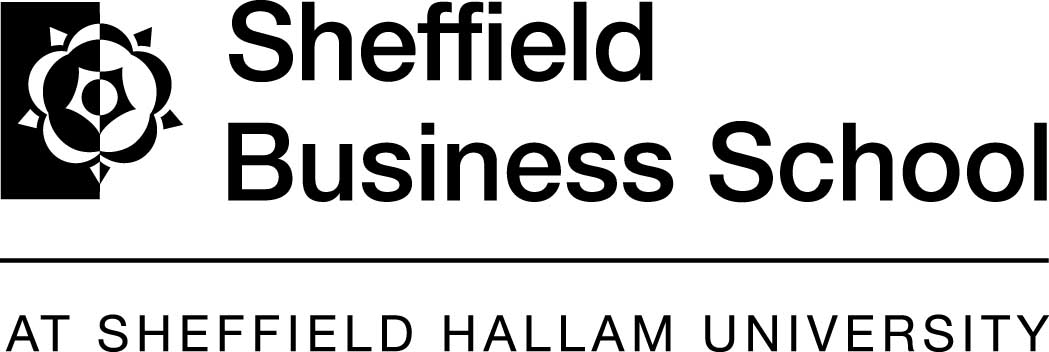 Sheffield
Business School
AT SHEFFIELD HALLAM UNIVERSITY